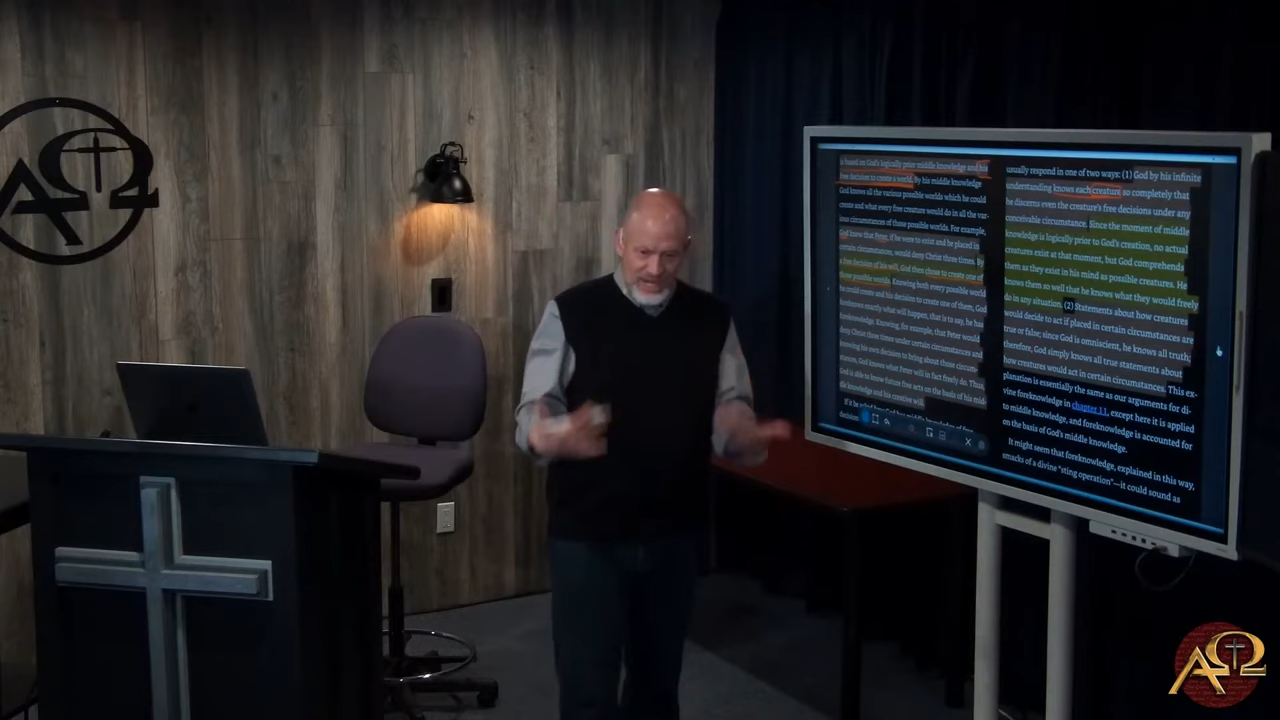 ΑΩ
is based on God's logically prior middle knowledge and his
free decision to create a world. By his middle knowledge
God knows all the various possible worlds which he could
create and what every free creature would do in all the var-
ious circumstances of those possible worlds. For example,
God knew that Peter, if he were to exist and be placed in
certain circumstances, would deny Christ three times. By
a free decision of his will, God then chose to create one of
those possible worlds. Knowing both every possible world
he could create and his decision to create one of them, God
foreknows exactly what will happen, that is to say, he has
foreknowledge. Knowing, for example, that Peter would
deny Christ three times under certain circumstances and
knowing his own decision to bring about those circum-
stances, God knows what Peter will in fact freely do. Thus,
God is able to know future free acts on the basis of his mid-
dle knowledge and his creative will.
usually respond in one of two ways: (1) God by his infinite
understanding knows each creature so completely that
he discerns even the creature's free decisions under any
conceivable circumstance. Since the moment of middle
knowledge is logically prior to God's creation, no actual
creatures exist at that moment, but God comprehends
them as they exist in his mind as possible creatures. He
knows them so well that he knows what they would freely
do in any situation. (2) Statements about how creatures
would decide to act if placed in certain circumstances are
true or false; since God is omniscient, he knows all truth;
therefore, God simply knows all true statements about
how creatures would act in certain circumstances. This ex-
planation is essentially the same as our arguments for di-
vine foreknowledge in chapter 11, except here it is applied
to middle knowledge, and foreknowledge is accounted for
on the basis of God's middle knowledge.
It might seem that foreknowledge, explained in this way,
smacks of a divine "sting operation"—it could sound as
ΑΩ